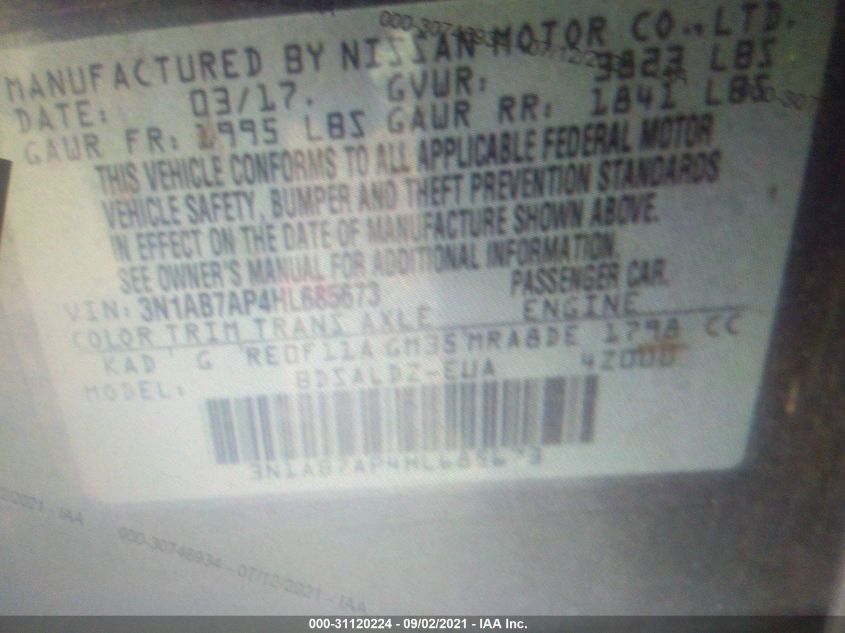 MANUFACTURED BY NISSAN MOTOR CO.,LTD.
DATE: 03/17. GVWR: 3823 LBS
GAWR FR: 1995 LBS GAWR RR: 1841 LBS
THIS VEHICLE CONFORMS TO ALL APPLICABLE FEDERAL MOTOR
VEHICLE SAFETY, BUMPER AND THEFT PREVENTION STANDARDS
IN EFFECT ON THE DATE OF MANUFACTURE SHOWN ABOVE.
SEE OWNER'S MANUAL FOR ADDITIONAL INFORMATION.
VIN: 3N1AB7AP4HL685673 PASSENGER CAR.
COLOR TRIM TRANS AXLE ENGINE
KAD G RE0F11A GM35 MRA8DE 1798 CC
MODEL: BDSALDZ-EUA 42000
3N1AB7AP4HL685673
000-30746934 - 07/12/2021 - IAA
000-31120224 - 09/02/2021 - IAA Inc.